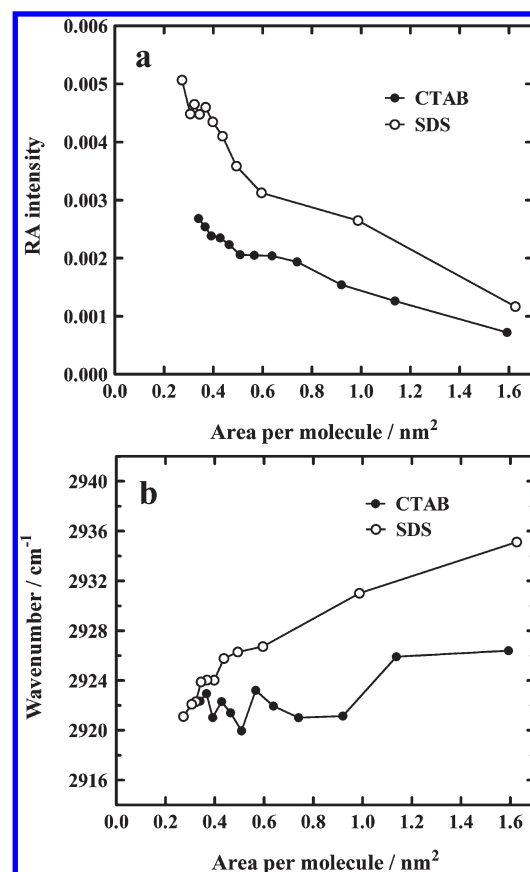 a
CTAB
SDS
RA intensity
0.006
0.005
0.004
0.003
0.002
0.001
0.000
0.0 0.2 0.4 0.6 0.8 1.0 1.2 1.4 1.6
Area per molecule / nm²
b
CTAB
SDS
Wavenumber / cm⁻¹
2940
2936
2932
2928
2924
2920
2916
0.0 0.2 0.4 0.6 0.8 1.0 1.2 1.4 1.6
Area per molecule / nm²